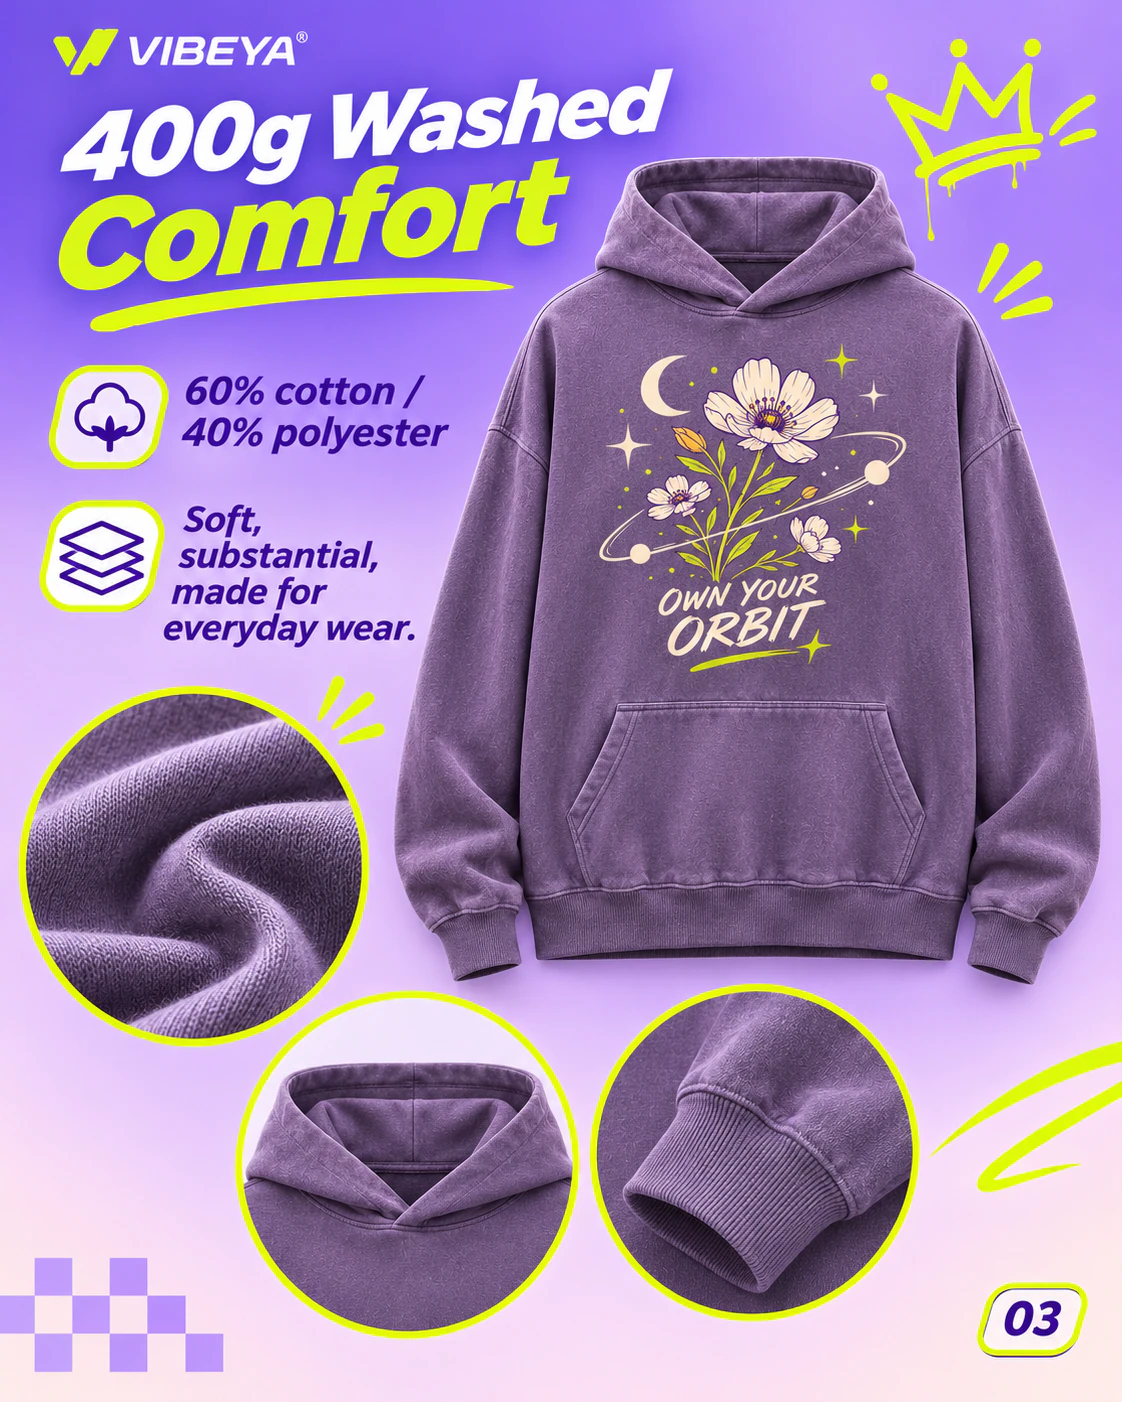 VIBEYA®
400g Washed
Comfort
60% cotton /
40% polyester
Soft,
substantial,
made for
everyday wear.
OWN YOUR
ORBIT
03